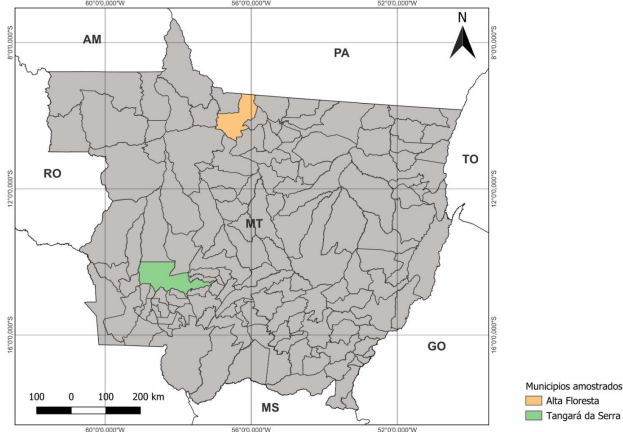 60°0'0.000"W 56°0'0.000"W 52°0'0.000"W
8°0'0.000"S 8°0'0.000"S
AM
N
PA
RO
TO
12°0'0.000"S 12°0'0.000"S
MT
16°0'0.000"S 16°0'0.000"S
GO
100 0 100 200 km
MS
60°0'0.000"W 56°0'0.000"W 52°0'0.000"W
Municipios amostrados
Alta Floresta
Tangará da Serra